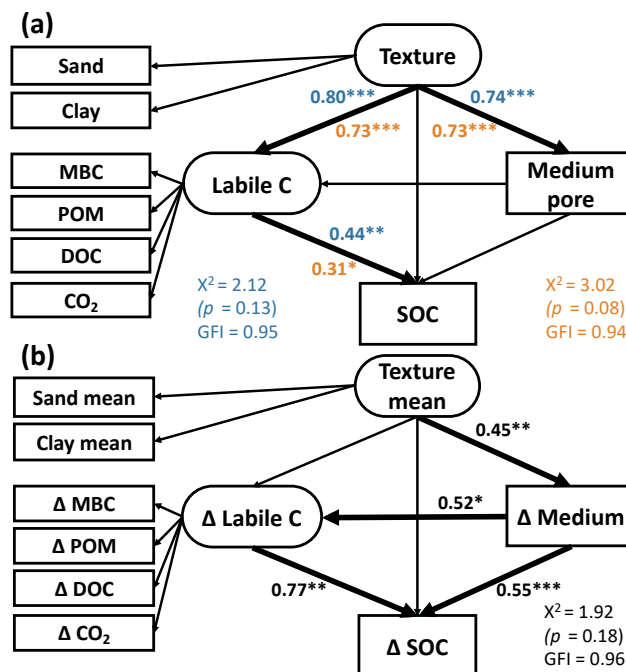 (a)
Texture
Sand
Clay
0.80***
0.74***
0.73***
0.73***
MBC
POM
DOC
CO₂
Labile C
Medium
pore
0.44**
0.31*
X² = 2.12
(p = 0.13)
GFI = 0.95
SOC
X² = 3.02
(p = 0.08)
GFI = 0.94
(b)
Texture
mean
Sand mean
Clay mean
0.45**
Δ MBC
Δ POM
Δ DOC
Δ CO₂
Δ Labile C
0.52*
Δ Medium
0.77**
0.55***
Δ SOC
X² = 1.92
(p = 0.18)
GFI = 0.96